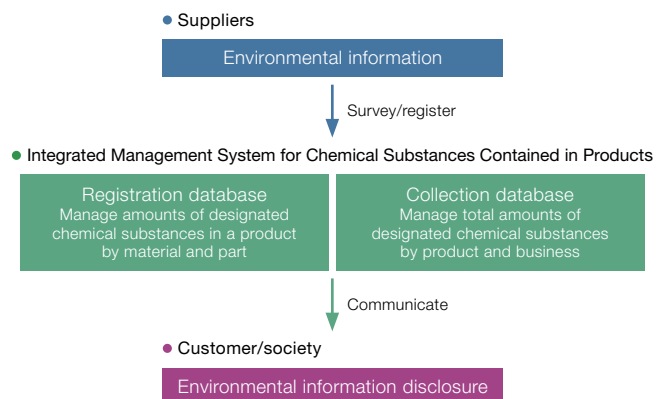 Suppliers
Environmental information
Survey/register
Integrated Management System for Chemical Substances Contained in Products
Registration database
Manage amounts of designated
chemical substances in a product
by material and part
Collection database
Manage total amounts of
designated chemical substances
by product and business
Communicate
Customer/society
Environmental information disclosure